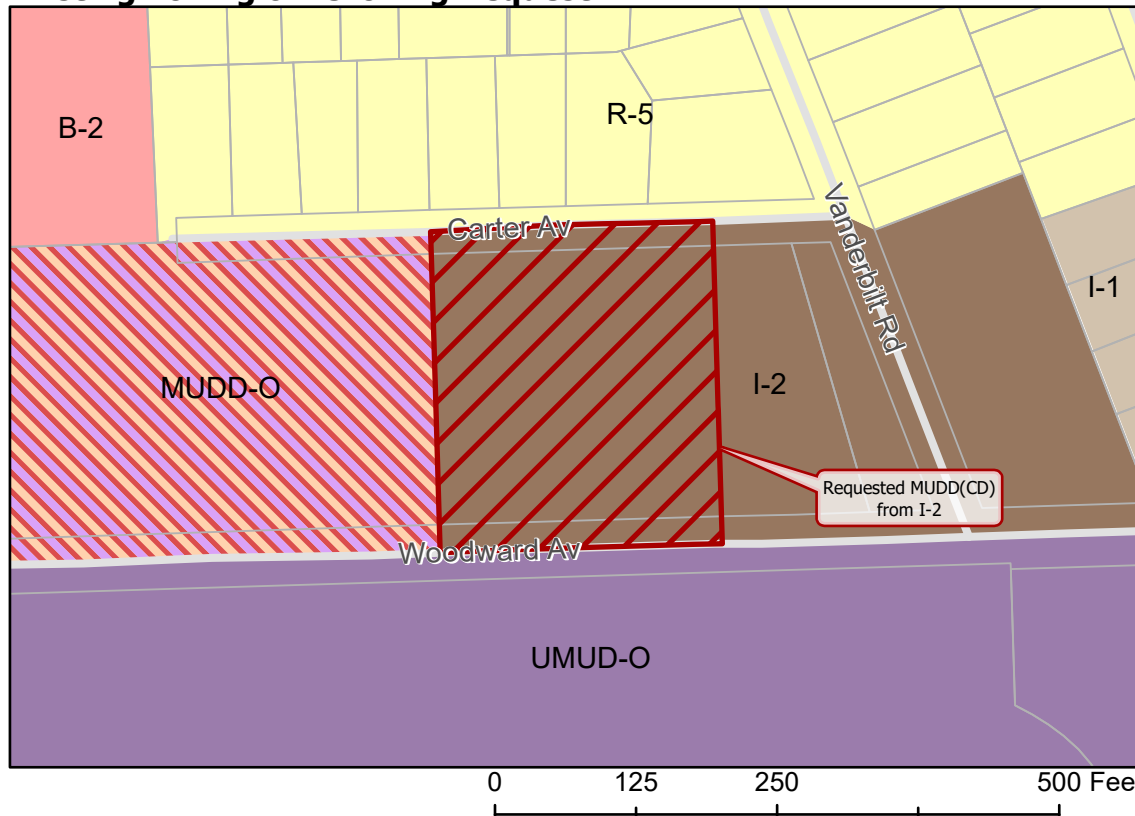 B-2
R-5
Carter Av
Vanderbilt Rd
I-1
MUDD-O
I-2
Requested MUDD(CD)
from I-2
Woodward Av
UMUD-O
0 125 250 500 Fee